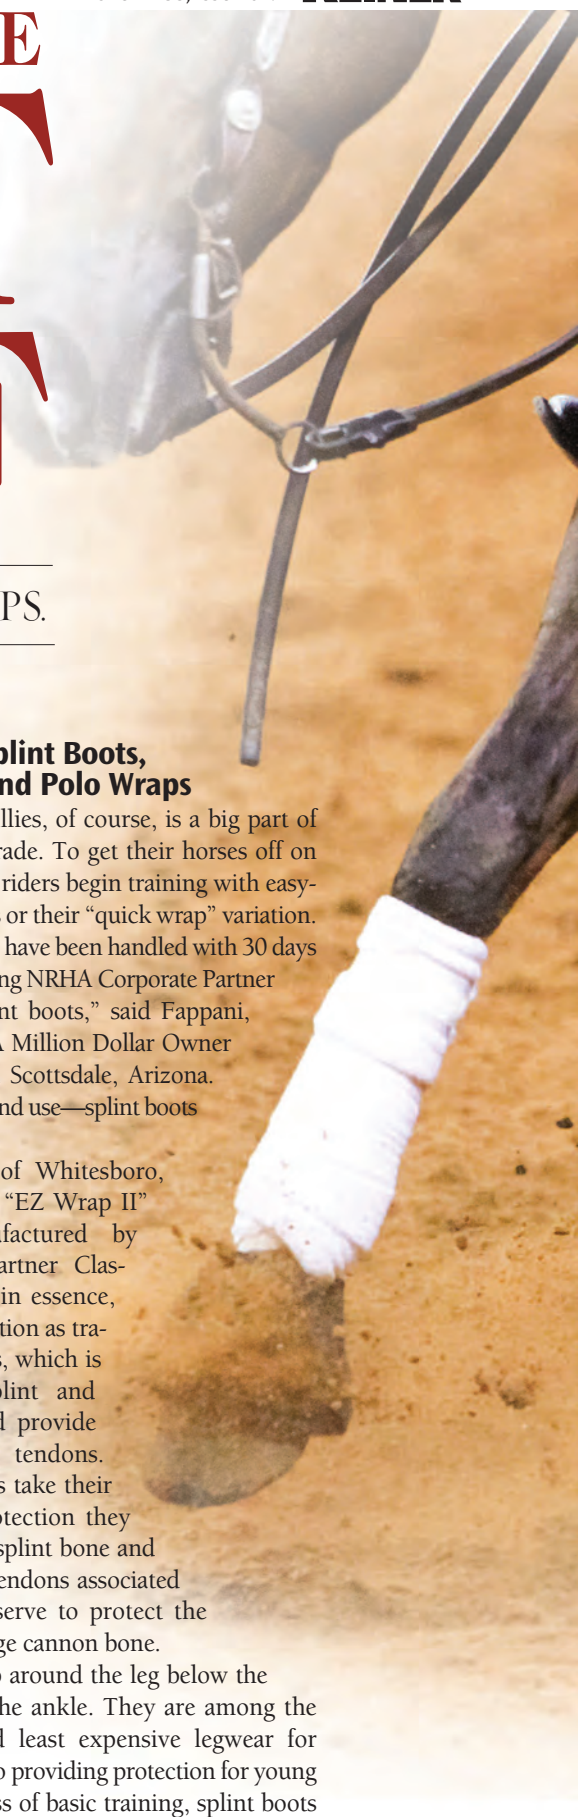 E
PS.
plint Boots,
nd Polo Wraps
llies, of course, is a big part of
rade. To get their horses off on
riders begin training with easy-
s or their “quick wrap” variation.
have been handled with 30 days
ng NRHA Corporate Partner
nt boots,” said Fappani,
A Million Dollar Owner
Scottsdale, Arizona.
nd use—splint boots
of Whitesboro,
“EZ Wrap II”
ufactured by
artner Clas-
in essence,
tion as tra-
s, which is
plint and
d provide
tendons.
s take their
otection they
splint bone and
endons associated
serve to protect the
ge cannon bone.
p around the leg below the
he ankle. They are among the
d least expensive legwear for
o providing protection for young
ss of basic training, splint boots